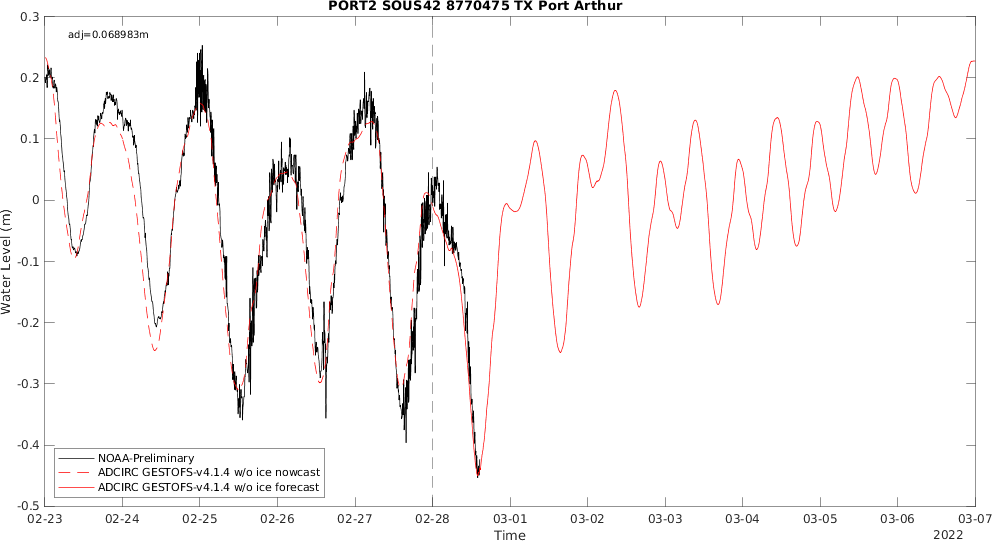 PORT2 SOUS42 8770475 TX Port Arthur
adj=0.068983m
0.3
0.2
0.1
0
-0.1
-0.2
-0.3
-0.4
-0.5
Water Level (m)
NOAA-Preliminary
ADCIRC GESTOFS-v4.1.4 w/o ice nowcast
ADCIRC GESTOFS-v4.1.4 w/o ice forecast
02-23 02-24 02-25 02-26 02-27 02-28 03-01 03-02 03-03 03-04 03-05 03-06 03-07
Time
2022